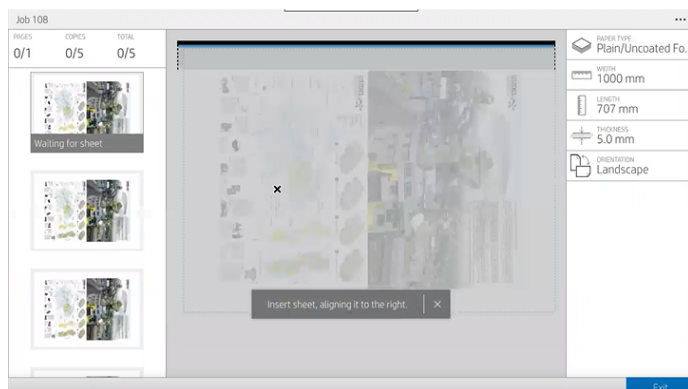 Job 108
PAGES COPIES TOTAL
0/1 0/5 0/5
Waiting for sheet
Insert sheet, aligning it to the right.
PAPER TYPE
Plain/Uncoated Fo...
WIDTH
1000 mm
LENGTH
707 mm
THICKNESS
5.0 mm
ORIENTATION
Landscape
Exit